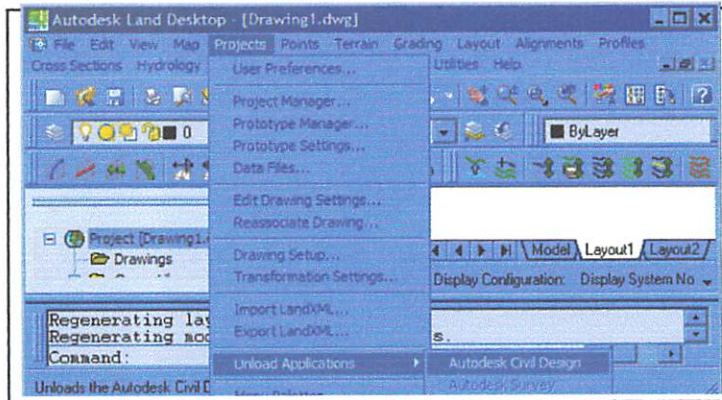 Autodesk Land Desktop - [Drawing1.dwg]
File Edit View Map Projects Points Terrain Grading Layout Alignments Profiles
Cross Sections Hydrology Utilities Help
User Preferences...
Project Manager...
Prototype Manager...
Prototype Settings...
Data Files...
Edit Drawing Settings...
Reassociate Drawing...
Drawing Setup...
Transformation Settings...
Import LandXML...
Export LandXML...
Unload Applications
Autodesk Civil Design
Autodesk Survey
Menu Palettes...
0
ByLayer
Project [Drawing1.
Drawings
Model Layout1 Layout2
Display Configuration: Display System No
Regenerating lay
Regenerating mod s.
Command:
Unloads the Autodesk Civil D